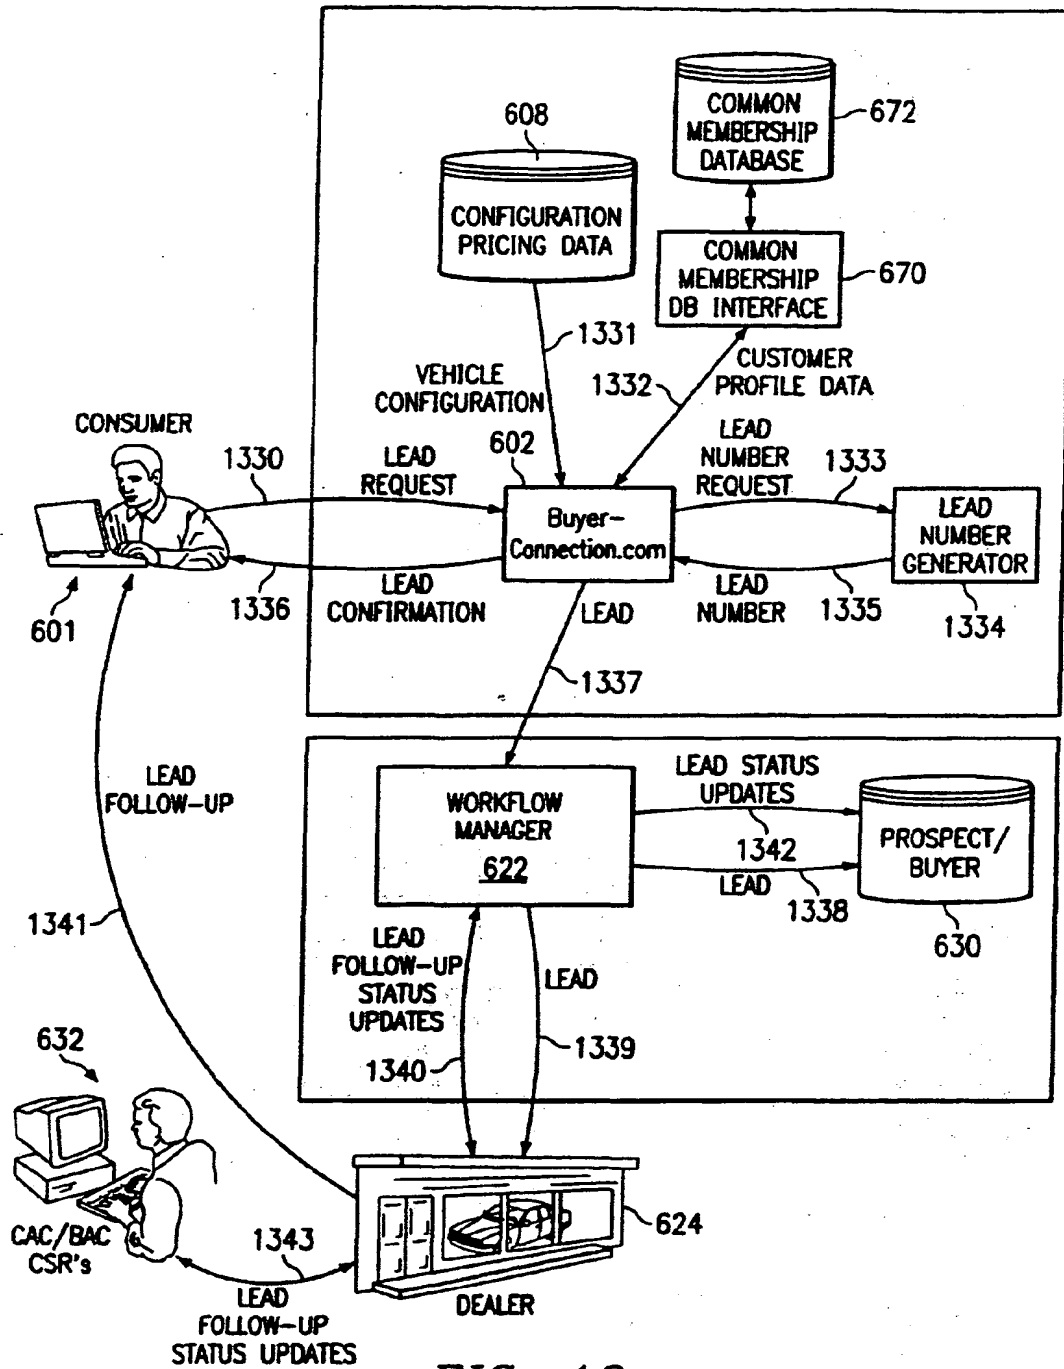 COMMON
MEMBERSHIP
DATABASE
672
608
CONFIGURATION
PRICING DATA
COMMON
MEMBERSHIP
DB INTERFACE
670
1331
VEHICLE
CONFIGURATION
1332
CUSTOMER
PROFILE DATA
CONSUMER
1330
LEAD
REQUEST
602
LEAD
NUMBER
REQUEST
1333
Buyer-
Connection.com
LEAD
NUMBER
GENERATOR
601
1336
LEAD
CONFIRMATION
LEAD
LEAD
NUMBER
1335
1334
1337
LEAD
FOLLOW-UP
WORKFLOW
MANAGER
622
LEAD STATUS
UPDATES
1342
LEAD
1338
PROSPECT/
BUYER
630
1341
LEAD
FOLLOW-UP
STATUS
UPDATES
LEAD
1340
1339
632
CAC/BAC
CSR's
1343
LEAD
FOLLOW-UP
STATUS UPDATES
624
DEALER